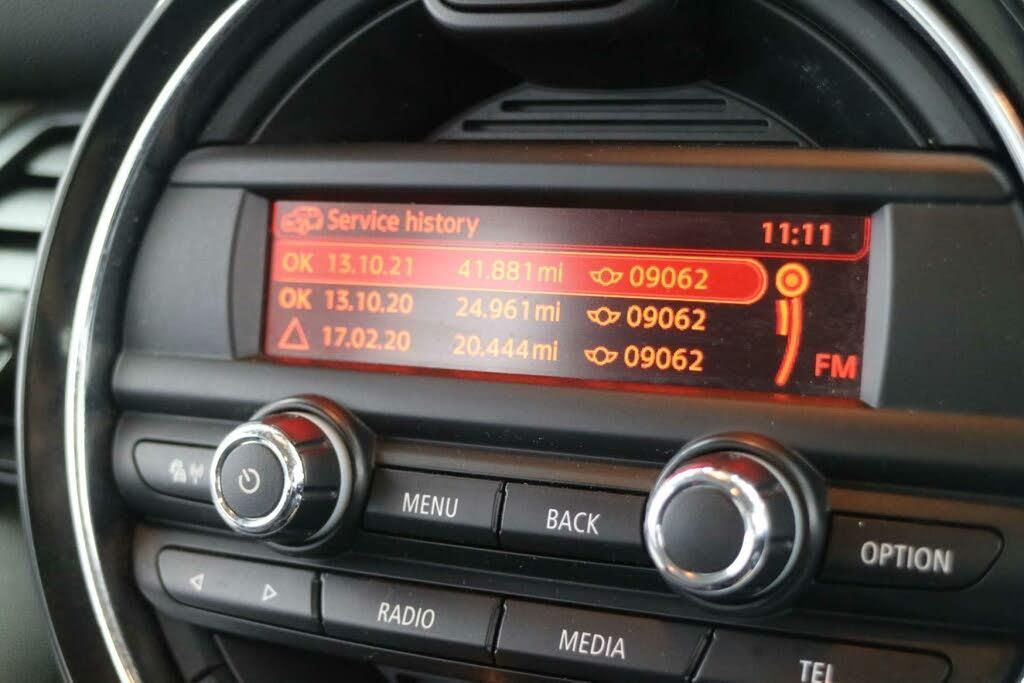 Service history 11:11
OK 13.10.21 41.881 mi 09062
OK 13.10.20 24.961 mi 09062
17.02.20 20.444 mi 09062
FM
MENU BACK
OPTION
RADIO MEDIA TEL